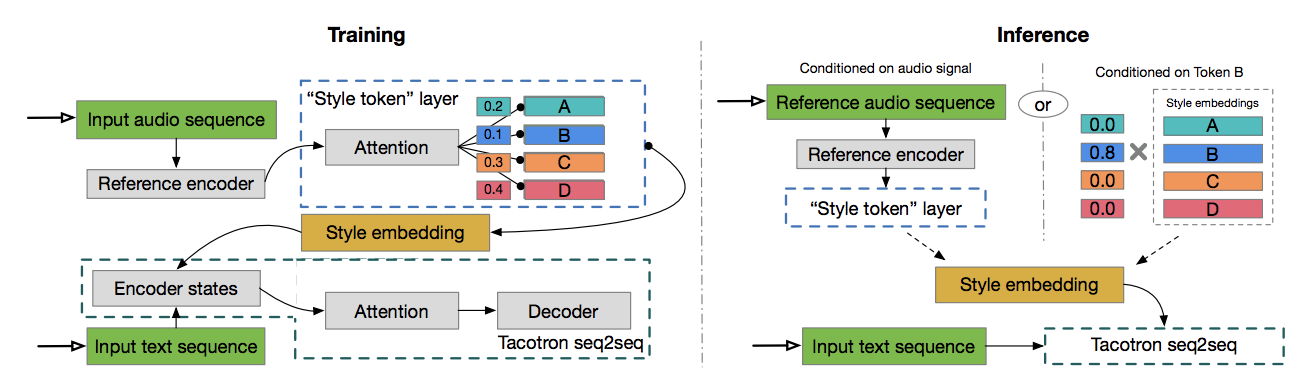 Training
"Style token" layer
Input audio sequence
Reference encoder
Attention
0.2 A
0.1 B
0.3 C
0.4 D
Style embedding
Encoder states
Attention
Decoder
Input text sequence
Tacotron seq2seq
Inference
Conditioned on audio signal
Reference audio sequence
Reference encoder
"Style token" layer
or
Conditioned on Token B
Style embeddings
0.0 A
0.8 B
0.0 C
0.0 D
Style embedding
Input text sequence
Tacotron seq2seq